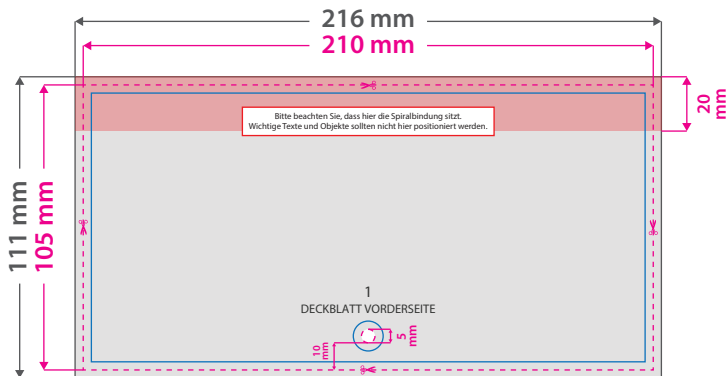 216 mm
210 mm
20
mm
Bitte beachten Sie, dass hier die Spiralbindung sitzt.
Wichtige Texte und Objekte sollten nicht hier positioniert werden.
111 mm
105 mm
1
DECKBLATT VORDERSEITE
10
mm
5
mm